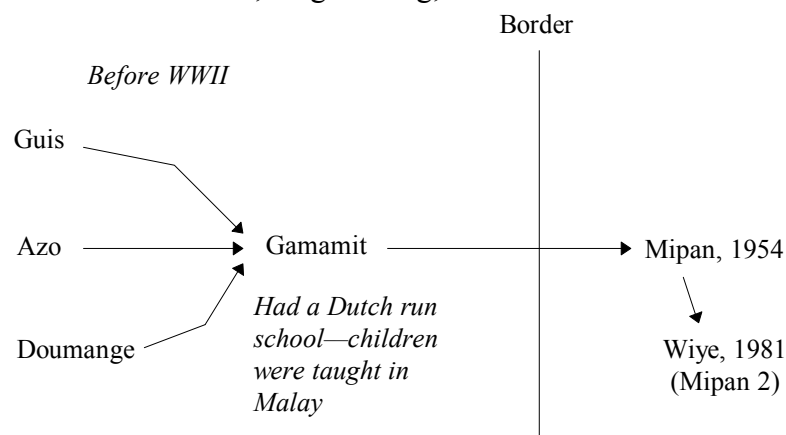 Border
Before WWII
Guis
Azo
Gamamit
Mipan, 1954
Had a Dutch run
school—children
were taught in
Malay
Doumange
Wiye, 1981
(Mipan 2)